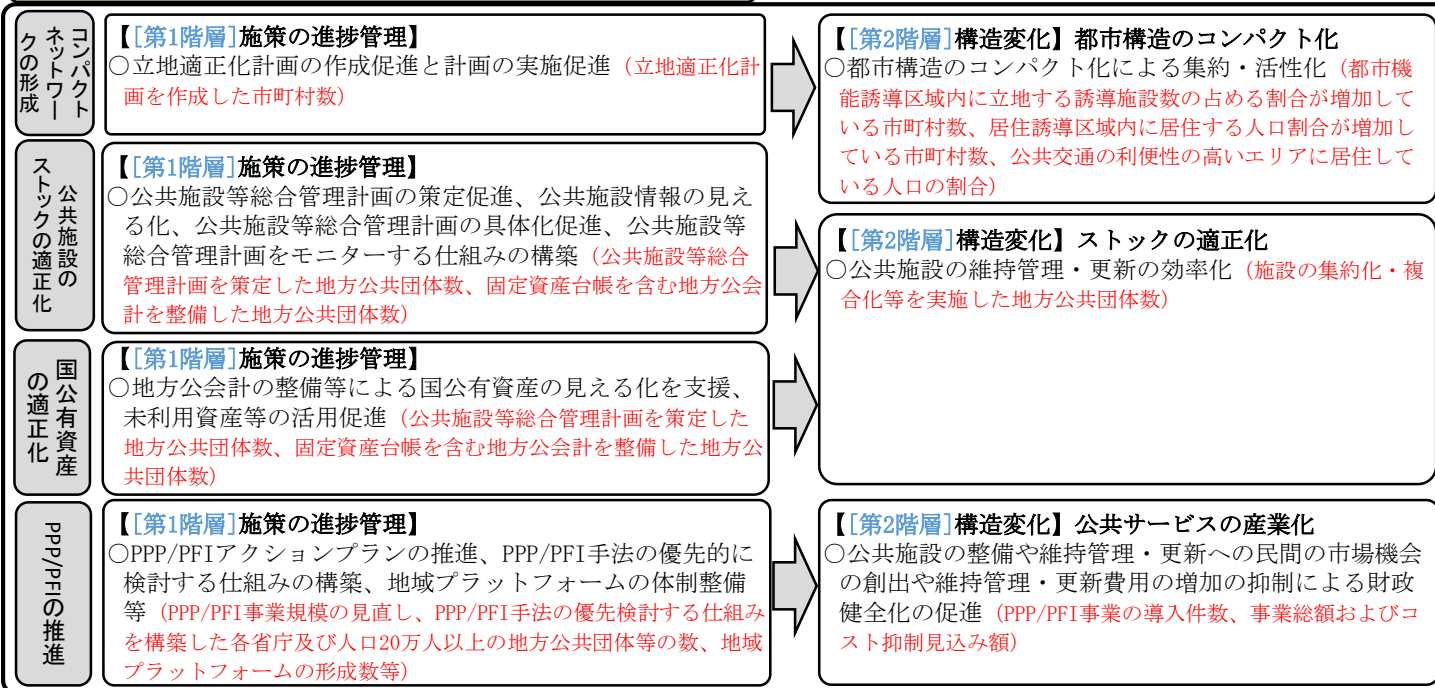 コンパクト
ネットワー
クの形成
【[第1階層]施策の進捗管理】
○立地適正化計画の作成促進と計画の実施促進（立地適正化計
画を作成した市町村数）
【[第2階層]構造変化】都市構造のコンパクト化
○都市構造のコンパクト化による集約・活性化（都市機
能誘導区域内に立地する誘導施設数の占める割合が増加して
いる市町村数、居住誘導区域内に居住する人口割合が増加し
ている市町村数、公共交通の利便性の高いエリアに居住して
いる人口の割合）
公共施設の
ストックの適正化
【[第1階層]施策の進捗管理】
○公共施設等総合管理計画の策定促進、公共施設情報の見え
る化、公共施設等総合管理計画の具体化促進、公共施設等
総合管理計画をモニターする仕組みの構築（公共施設等総合
管理計画を策定した地方公共団体数、固定資産台帳を含む地方公会
計を整備した地方公共団体数）
【[第2階層]構造変化】ストックの適正化
○公共施設の維持管理・更新の効率化（施設の集約化・複
合化等を実施した地方公共団体数）
国公有資産
の適正化
【[第1階層]施策の進捗管理】
○地方公会計の整備等による国公有資産の見える化を支援、
未利用資産等の活用促進（公共施設等総合管理計画を策定した
地方公共団体数、固定資産台帳を含む地方公会計を整備した地方公
共団体数）
PPP/PFIの推進
【[第1階層]施策の進捗管理】
○PPP/PFIアクションプランの推進、PPP/PFI手法の優先的に
検討する仕組みの構築、地域プラットフォームの体制整備
等（PPP/PFI事業規模の見直し、PPP/PFI手法の優先検討する仕組み
を構築した各省庁及び人口20万人以上の地方公共団体等の数、地域
プラットフォームの形成数等）
【[第2階層]構造変化】公共サービスの産業化
○公共施設の整備や維持管理・更新への民間の市場機会
の創出や維持管理・更新費用の増加の抑制による財政
健全化の促進（PPP/PFI事業の導入件数、事業総額およびコ
スト抑制見込み額）